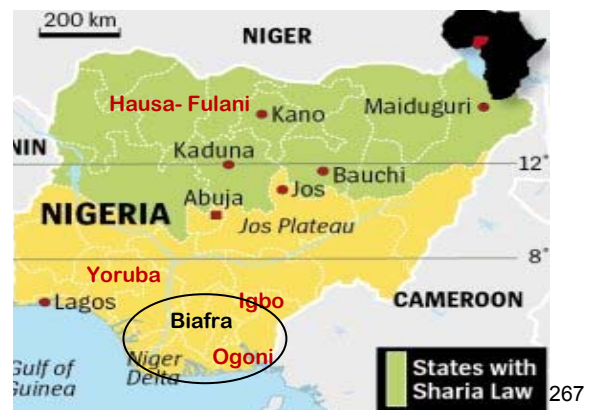 200 km
NIGER
Hausa- Fulani
Kano
Maiduguri
NIN
Kaduna
12°
Bauchi
Abuja
Jos
NIGERIA
Jos Plateau
8°
Yoruba
Igbo
Lagos
CAMEROON
Biafra
Niger
Delta
Ogoni
Gulf of
Guinea
States with
Sharia Law
267